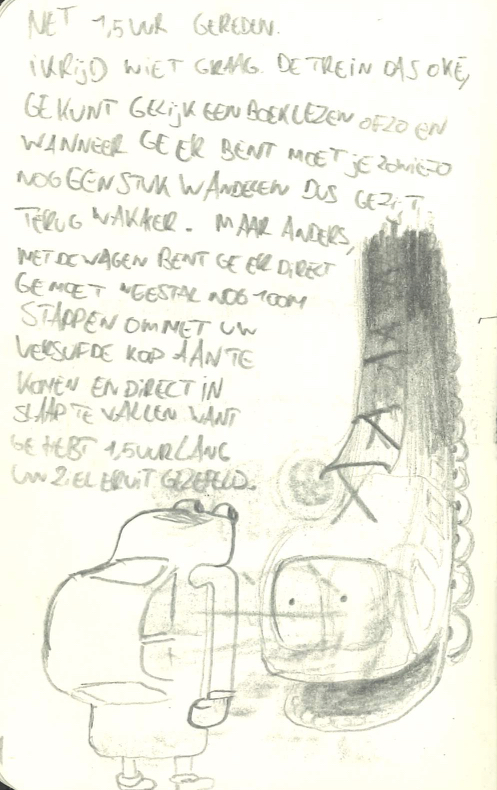 NET 1,5 UUR GEREDEN.
IK RIJD NIET GRAAG. DE TREIN DAS OKÉ,
GE KUNT GELIJK EEN BOEK LEZEN OFZO EN
WANNEER GE ER BENT MOET JE ZOWIEZO
NOG EEN STUK WANDELEN DUS GE ZIJT
TERUG WAKKER. MAAR ANDERS,
MET DE WAGEN BENT GE ER DIRECT
GE MOET MEESTAL NOG 100M
STAPPEN OM MET UW
VERSUFDE KOP AAN TE
KOMEN EN DIRECT IN
SLAAP TE VALLEN WANT
GE HEBT 1,5 UUR LANG
UW ZIEL ERUIT GEREFELD.